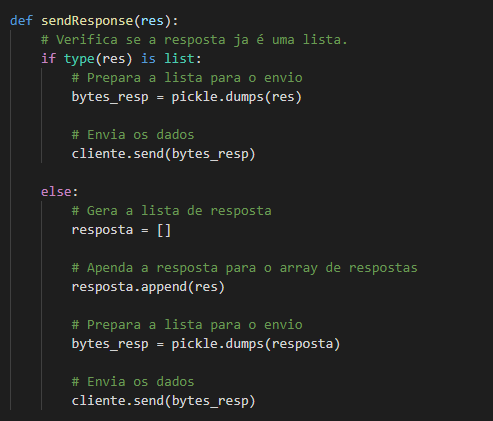 def sendResponse(res):
# Verifica se a resposta ja é uma lista.
if type(res) is list:
# Prepara a lista para o envio
bytes_resp = pickle.dumps(res)
# Envia os dados
cliente.send(bytes_resp)
else:
# Gera a lista de resposta
resposta = []
# Apenda a resposta para o array de respostas
resposta.append(res)
# Prepara a lista para o envio
bytes_resp = pickle.dumps(resposta)
# Envia os dados
cliente.send(bytes_resp)